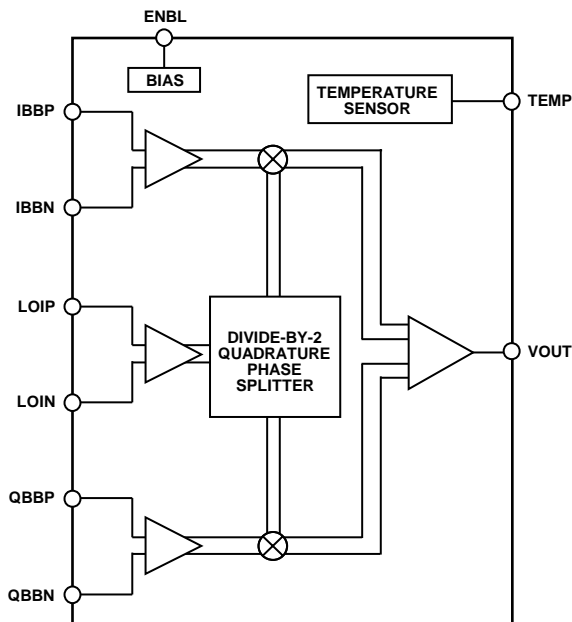 ENBL
BIAS
TEMPERATURE
SENSOR
TEMP
IBBP
IBBN
LOIP
LOIN
DIVIDE-BY-2
QUADRATURE
PHASE
SPLITTER
VOUT
QBBP
QBBN